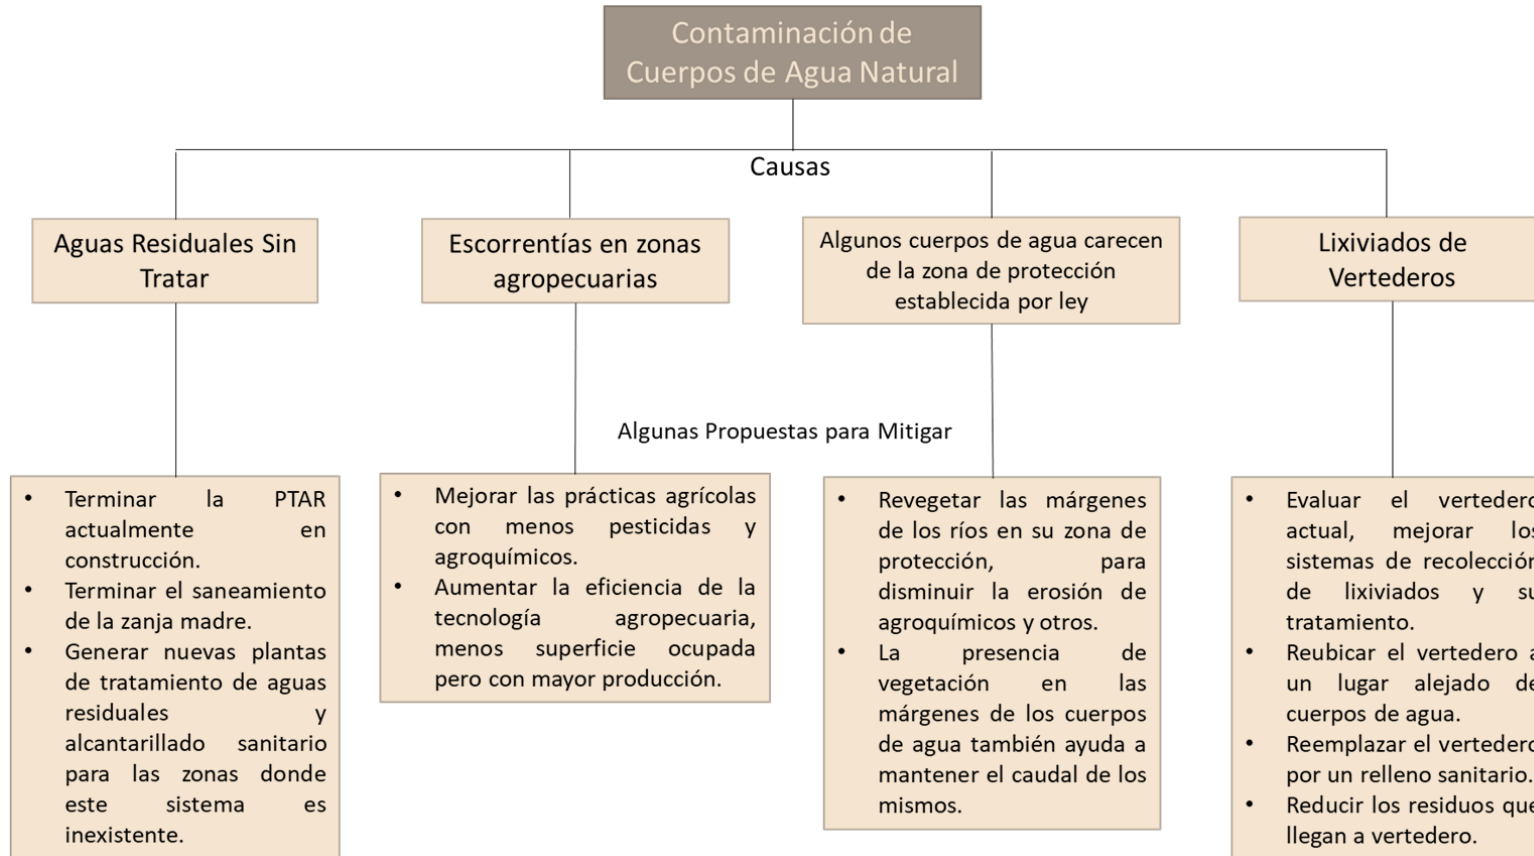 Contaminación de
Cuerpos de Agua Natural
Causas
Aguas Residuales Sin
Tratar
Escorrentías en zonas
agropecuarias
Algunos cuerpos de agua carecen
de la zona de protección
establecida por ley
Lixiviados de
Vertederos
Algunas Propuestas para Mitigar
• Terminar la PTAR
actualmente en
construcción.
• Terminar el saneamiento
de la zanja madre.
• Generar nuevas plantas
de tratamiento de aguas
residuales y
alcantarillado sanitario
para las zonas donde
este sistema es
inexistente.
• Mejorar las prácticas agrícolas
con menos pesticidas y
agroquímicos.
• Aumentar la eficiencia de la
tecnología agropecuaria,
menos superficie ocupada
pero con mayor producción.
• Revegetar las márgenes
de los ríos en su zona de
protección, para
disminuir la erosión de
agroquímicos y otros.
• La presencia de
vegetación en las
márgenes de los cuerpos
de agua también ayuda a
mantener el caudal de los
mismos.
• Evaluar el vertedero
actual, mejorar los
sistemas de recolección
de lixiviados y su
tratamiento.
• Reubicar el vertedero a
un lugar alejado de
cuerpos de agua.
• Reemplazar el vertedero
por un relleno sanitario.
• Reducir los residuos que
llegan a vertedero.